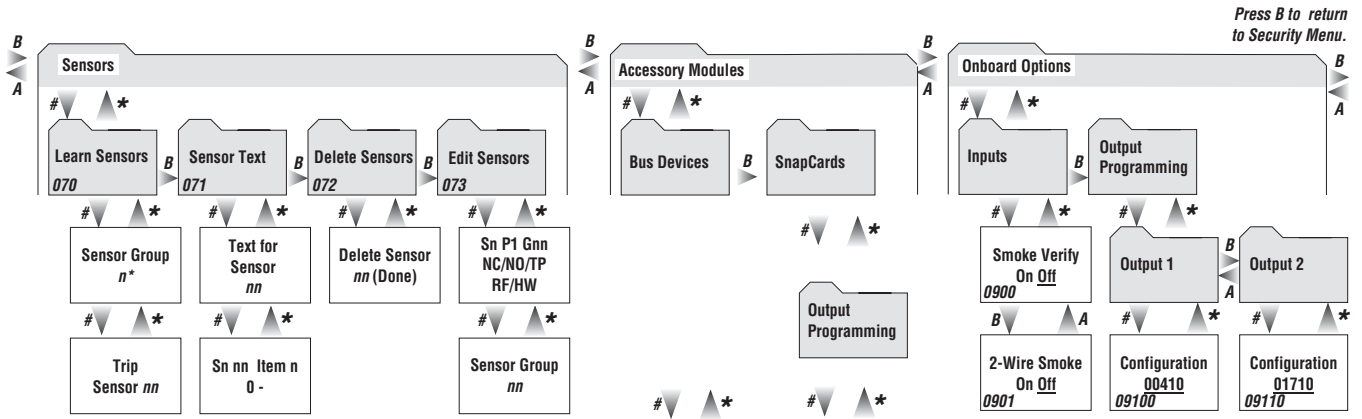 Press B to return
to Security Menu.
B
A
Sensors
B
A
Accessory Modules
B
A
Onboard Options
B
A
# *
# *
# *
Learn Sensors
070
B
Sensor Text
071
B
Delete Sensors
072
B
Edit Sensors
073
Bus Devices
B
SnapCards
Inputs
B
Output
Programming
# *
# *
# *
# *
# *
# *
# *
Sensor Group
n*
Text for
Sensor
nn
Delete Sensor
nn (Done)
Sn P1 Gnn
NC/NO/TP
RF/HW
Output
Programming
Smoke Verify
On Off
0900
Output 1
B
A
Output 2
# *
# *
# *
B A
# *
# *
Trip
Sensor nn
Sn nn Item n
0 -
Sensor Group
nn
# *
# *
2-Wire Smoke
On Off
0901
Configuration
00410
09100
Configuration
01710
09110